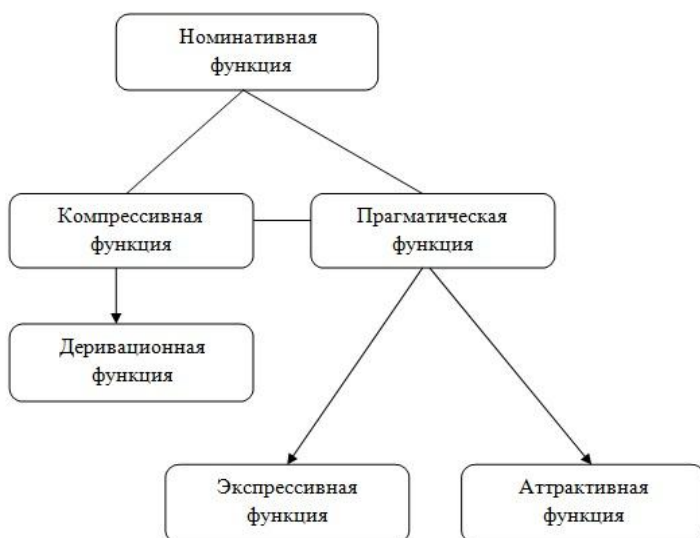 Номинативная
функция
Компрессивная
функция
Прагматическая
функция
Деривационная
функция
Экспрессивная
функция
Аттрактивная
функция